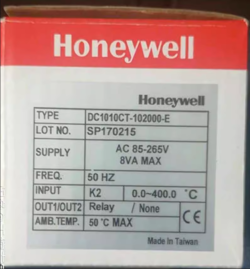 Honeywell
Honeywell
TYPE DC1010CT-102000-E
LOT NO. SP170215
SUPPLY AC 85-265V
8VA MAX
FREQ. 50 HZ
INPUT K2 0.0~400.0 °C
OUT1/OUT2 Relay / None
AMB.TEMP. 50 °C MAX
CE
Made In Taiwan